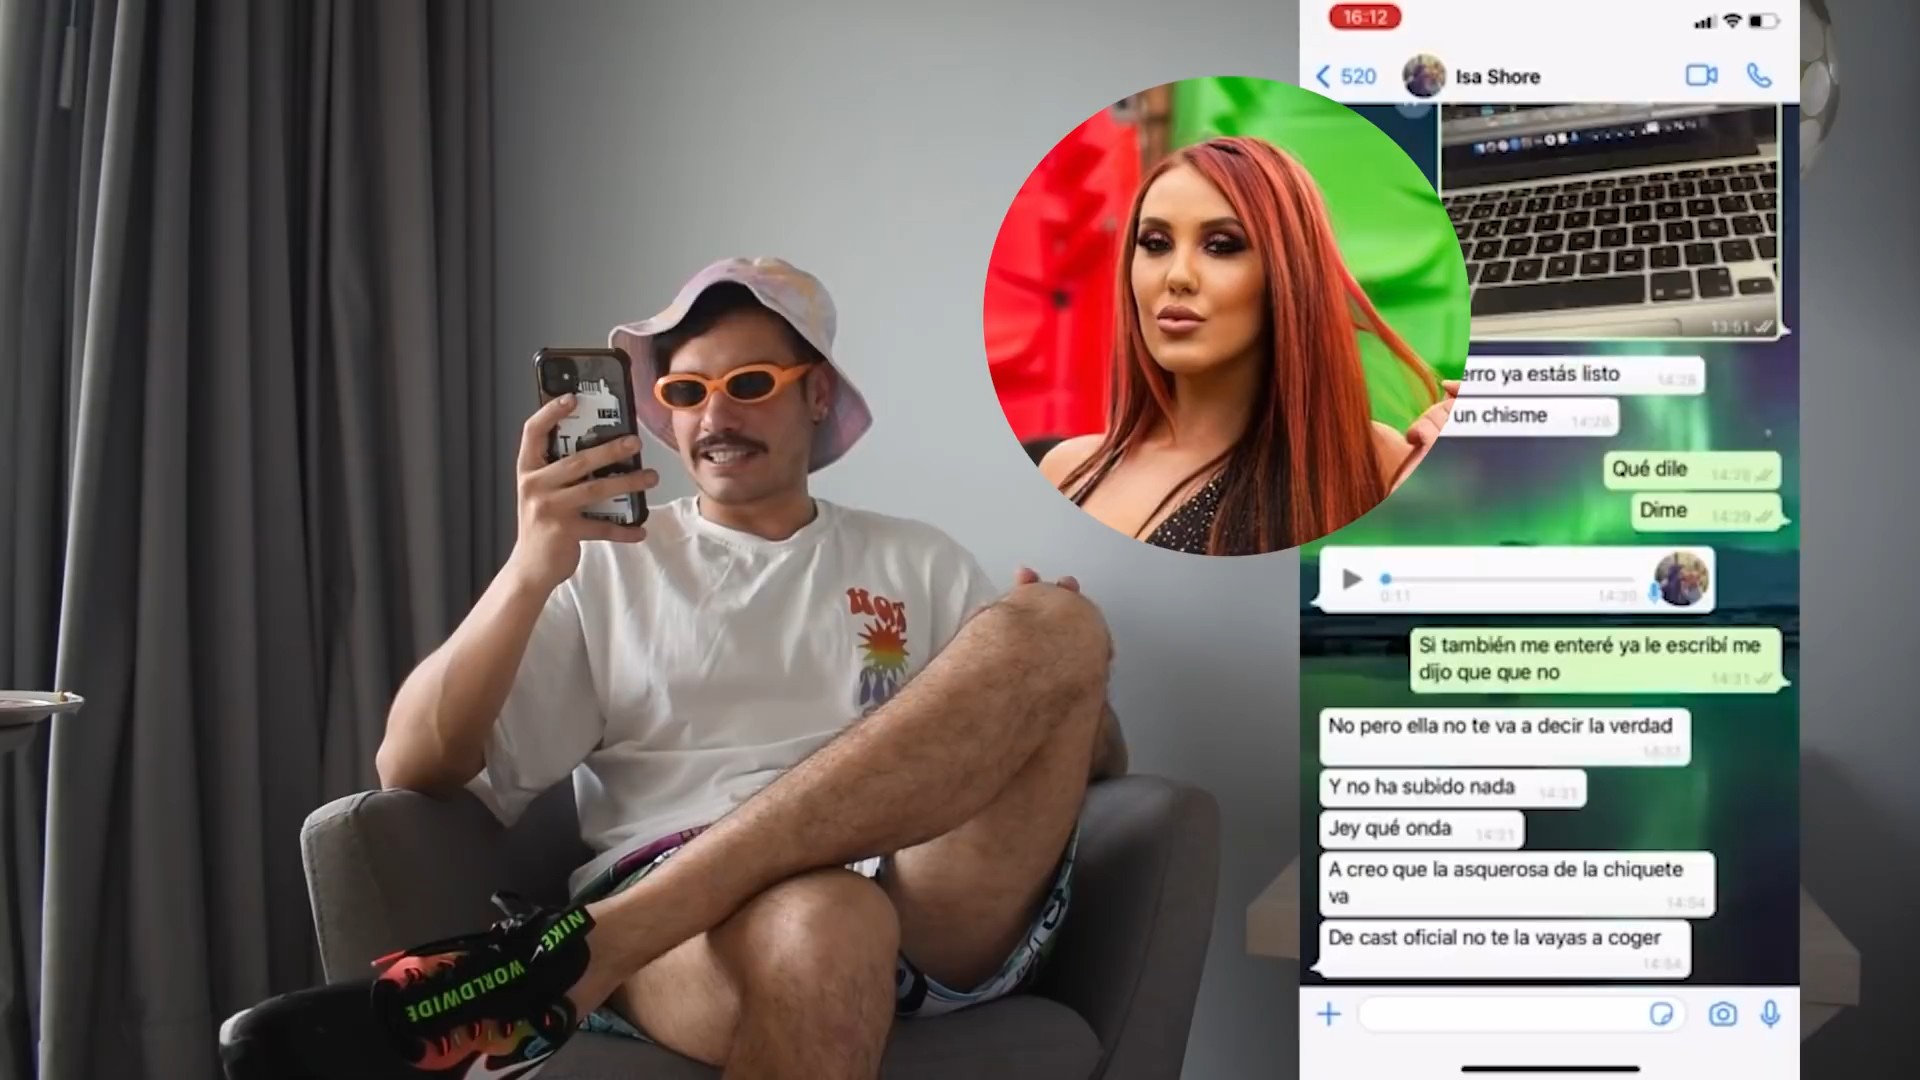 16:12
520
Isa Shore
13:51
erro ya estás listo
14:28
un chisme
14:28
Qué dile
14:28
Dime
14:29
0:11
14:30
Si también me enteré ya le escribí me
dijo que que no
14:31
No pero ella no te va a decir la verdad
Y no ha subido nada
14:31
Jey qué onda
14:31
A creo que la asquerosa de la chiquete
va
14:54
De cast oficial no te la vayas a coger
14:54
HOT
NIKE
WORLDWIDE